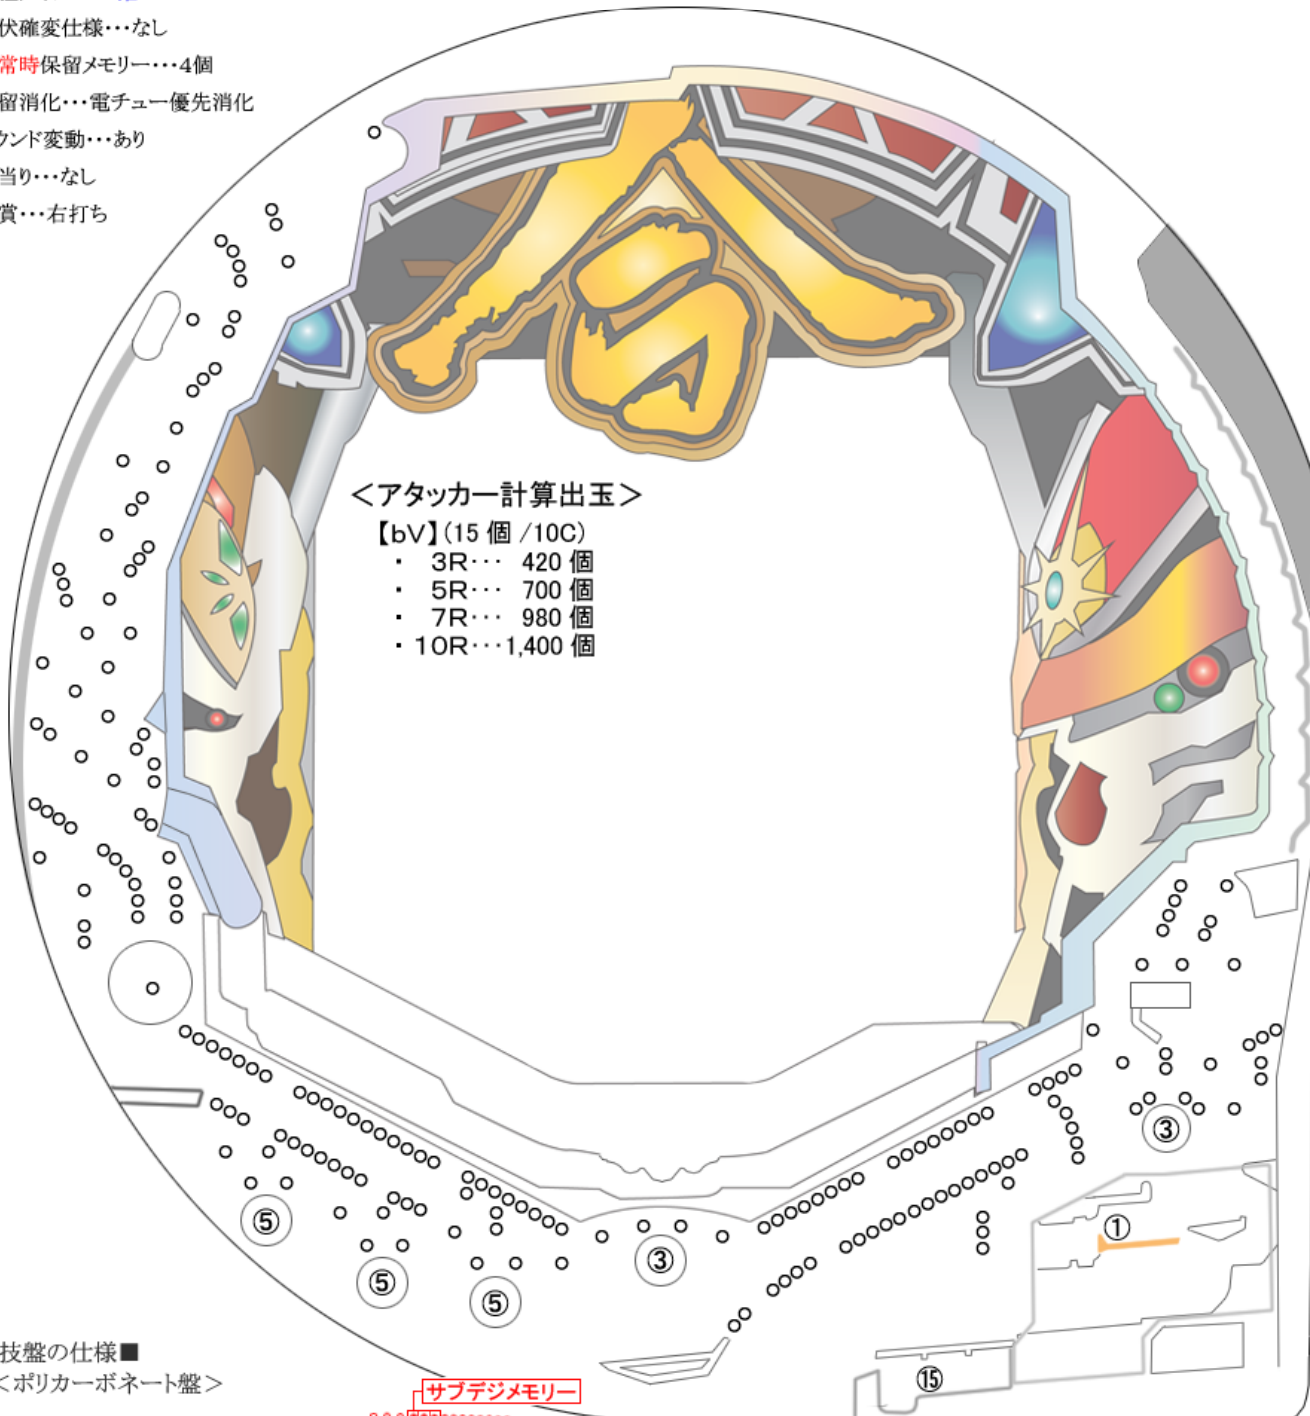 伏確変仕様･･･なし
常時保留メモリー･･･4個
留消化･･･電チュー優先消化
ウンド変動･･･あり
当り･･･なし
賞･･･右打ち
＜アタッカー計算出玉＞
【bV】(15 個 /10C)
・ 3R･･･ 420 個
・ 5R･･･ 700 個
・ 7R･･･ 980 個
・ 10R･･･1,400 個
③
①
⑤
③
⑤
⑤
⑮
技盤の仕様■
＜ポリカーボネート盤＞
サブデジメモリー